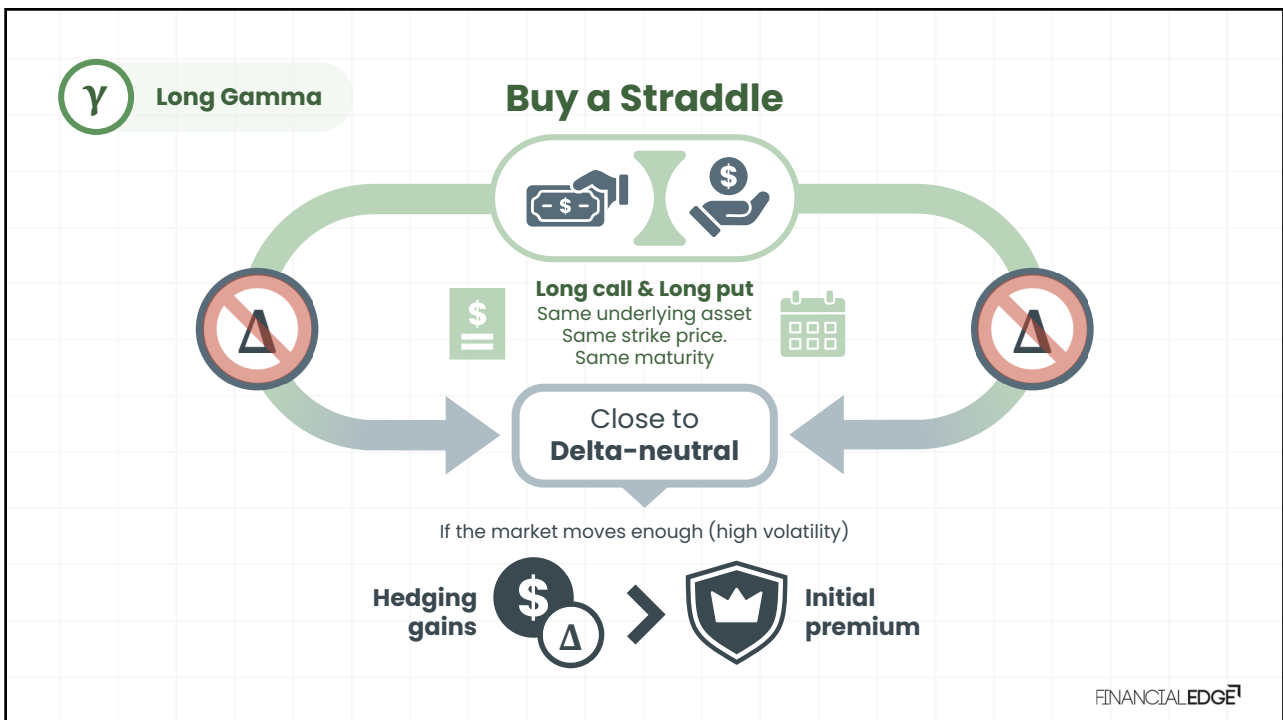 γ
Long Gamma
Buy a Straddle
- $ -
$
Long call & Long put
$
Same underlying asset
Same strike price.
Same maturity
Δ
Δ
Close to
Delta-neutral
If the market moves enough (high volatility)
Hedging
gains
$
Δ
Initial
premium
FINANCIALEDGE